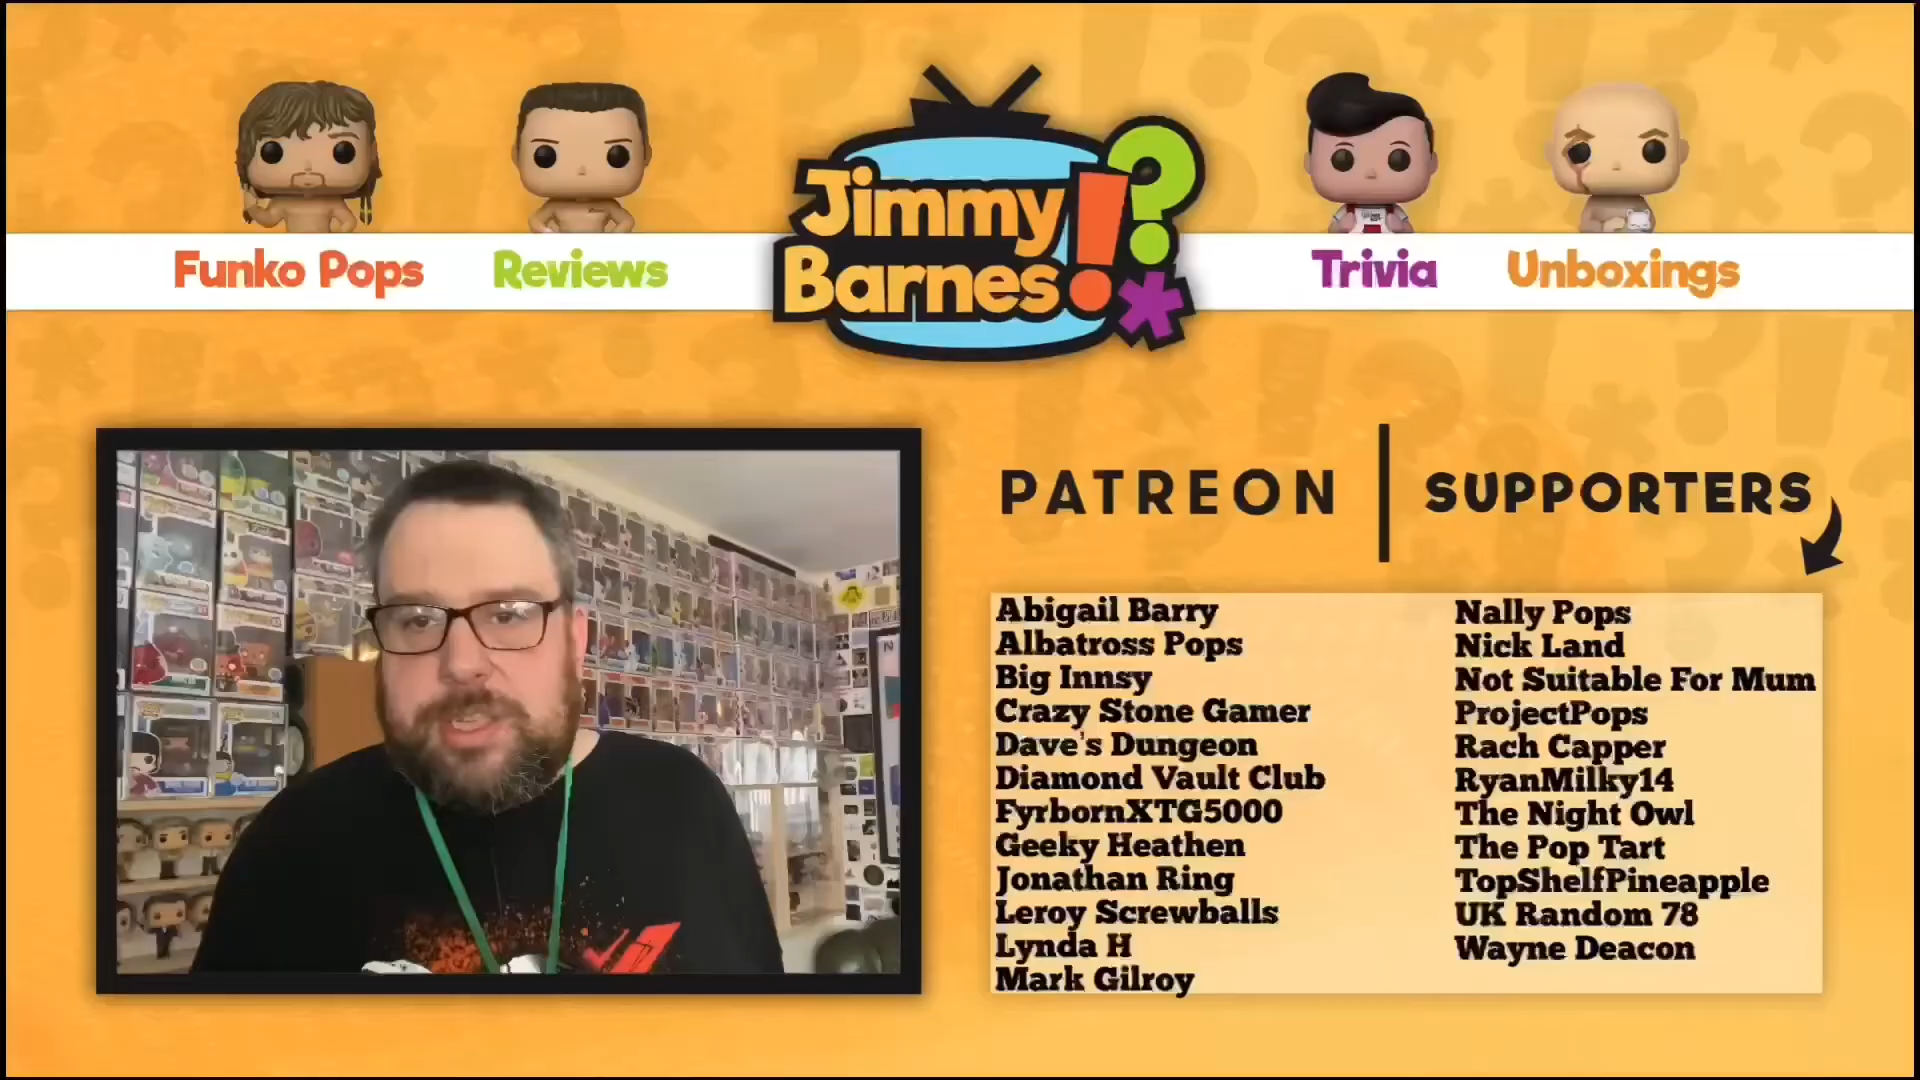 Funko Pops
Reviews
Jimmy
Barnes!?*
Trivia
Unboxings
PATREON | SUPPORTERS
Abigail Barry
Albatross Pops
Big Innsy
Crazy Stone Gamer
Dave's Dungeon
Diamond Vault Club
FyrbornXTG5000
Geeky Heathen
Jonathan Ring
Leroy Screwballs
Lynda H
Mark Gilroy
Nally Pops
Nick Land
Not Suitable For Mum
ProjectPops
Rach Capper
RyanMilky14
The Night Owl
The Pop Tart
TopShelfPineapple
UK Random 78
Wayne Deacon